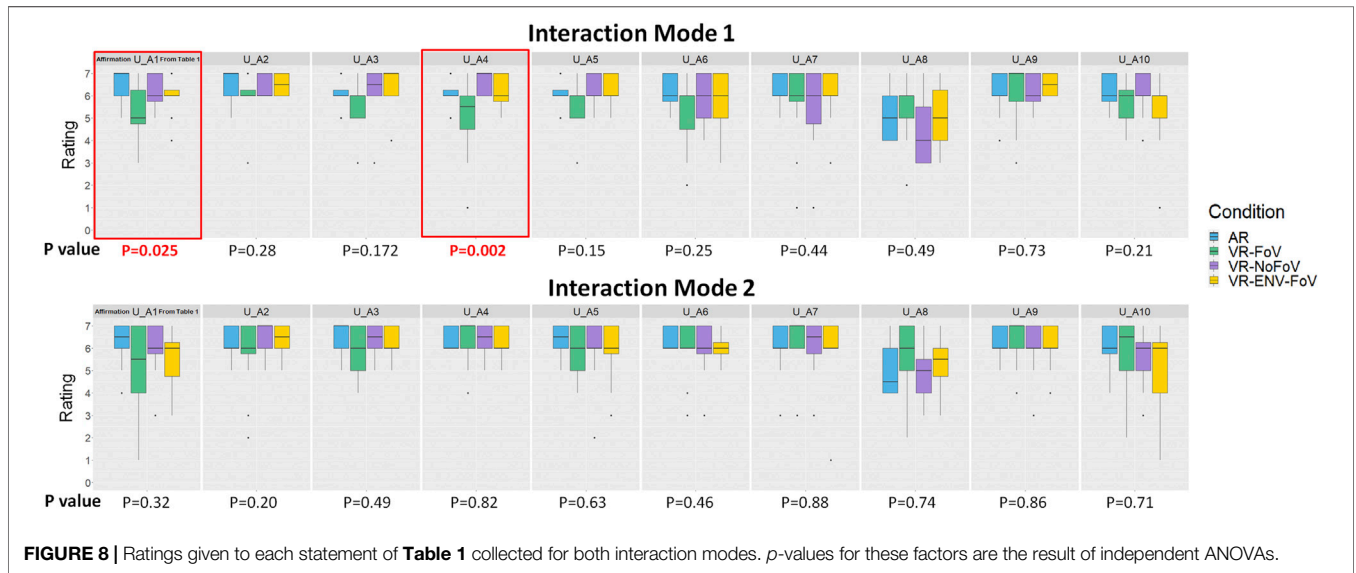 Interaction Mode 1
Affirmation U_A1 From Table 1 U_A2 U_A3 U_A4 U_A5 U_A6 U_A7 U_A8 U_A9 U_A10
7
6
5
4
3
2
1
0
Rating
P value P=0.025 P=0.28 P=0.172 P=0.002 P=0.15 P=0.25 P=0.44 P=0.49 P=0.73 P=0.21
Condition
AR
VR-FoV
VR-NoFoV
VR-ENV-FoV
Interaction Mode 2
Affirmation U_A1 From Table 1 U_A2 U_A3 U_A4 U_A5 U_A6 U_A7 U_A8 U_A9 U_A10
7
6
5
4
3
2
1
0
Rating
P value P=0.32 P=0.20 P=0.49 P=0.82 P=0.63 P=0.46 P=0.88 P=0.74 P=0.86 P=0.71
FIGURE 8 | Ratings given to each statement of Table 1 collected for both interaction modes. p-values for these factors are the result of independent ANOVAs.